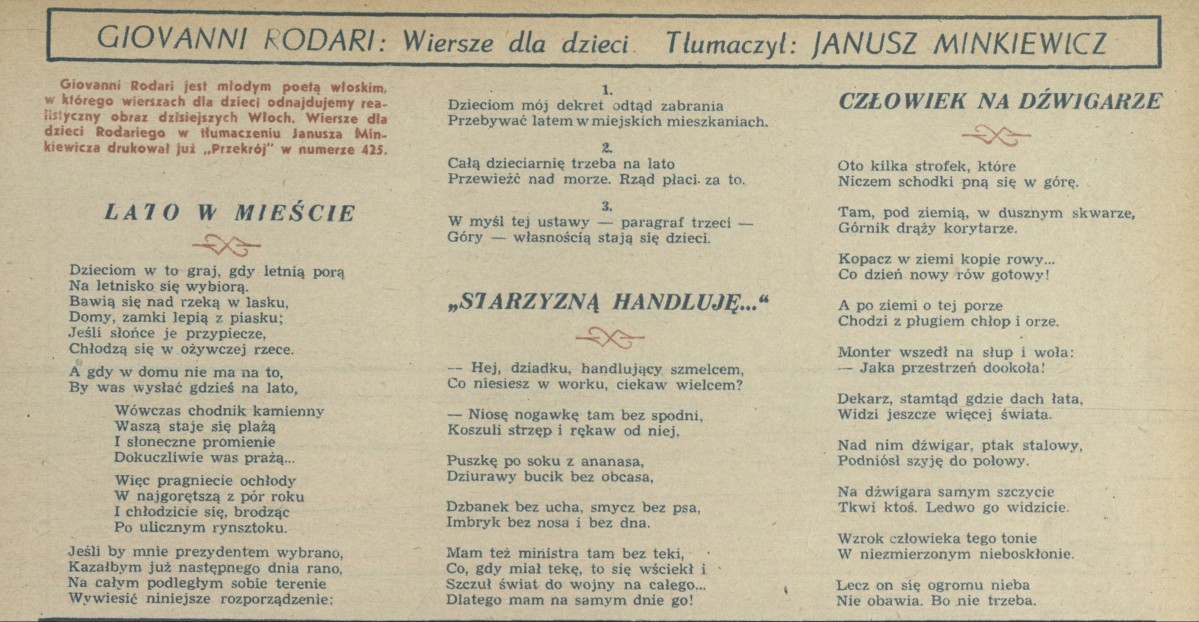 GIOVANNI RODARI: Wiersze dla dzieci. Tłumaczył: JANUSZ MINKIEWICZ
Giovanni Rodari jest młodym poetą włoskim,
w którego wierszach dla dzieci odnajdujemy rea-
listyczny obraz dzisiejszych Włoch. Wiersze dla
dzieci Rodariego w tłumaczeniu Janusza Min-
kiewicza drukował już „Przekrój" w numerze 425.
LATO W MIEŚCIE
Dzieciom w to graj, gdy letnią porą
Na letnisko się wybiorą.
Bawią się nad rzeką w lasku,
Domy, zamki lepią z piasku;
Jeśli słońce je przypiecze,
Chłodzą się w ożywczej rzece.
A gdy w domu nie ma na to,
By was wysłać gdzieś na lato,
Wówczas chodnik kamienny
Waszą staje się plażą
I słoneczne promienie
Dokuczliwie was prażą...
Więc pragniecie ochłody
W najgorętszą z pór roku
I chłodzicie się, brodząc
Po ulicznym rynsztoku.
Jeśli by mnie prezydentem wybrano,
Kazałbym już następnego dnia rano,
Na całym podległym sobie terenie
Wywiesić niniejsze rozporządzenie:
1.
Dzieciom mój dekret odtąd zabrania
Przebywać latem w miejskich mieszkaniach.
2.
Całą dzieciarnię trzeba na lato
Przewieźć nad morze. Rząd płaci za to.
3.
W myśl tej ustawy — paragraf trzeci —
Góry — własnością stają się dzieci.
„STARZYZNĄ HANDLUJĘ..."
— Hej, dziadku, handlujący szmelcem,
Co niesiesz w worku, ciekaw wielcem?
— Niosę nogawkę tam bez spodni,
Koszuli strzęp i rękaw od niej,
Puszkę po soku z ananasa,
Dziurawy bucik bez obcasa,
Dzbanek bez ucha, smycz bez psa,
Imbryk bez nosa i bez dna.
Mam też ministra tam bez teki,
Co, gdy miał tekę, to się wściekł i
Szczuł świat do wojny na całego...
Dlatego mam na samym dnie go!
CZŁOWIEK NA DŹWIGARZE
Oto kilka strofek, które
Niczem schodki pną się w górę.
Tam, pod ziemią, w dusznym skwarze,
Górnik drąży korytarze.
Kopacz w ziemi kopie rowy...
Co dzień nowy rów gotowy!
A po ziemi o tej porze
Chodzi z pługiem chłop i orze.
Monter wszedł na słup i woła:
— Jaka przestrzeń dookoła!
Dekarz, stamtąd gdzie dach łata,
Widzi jeszcze więcej świata.
Nad nim dźwigar, ptak stalowy,
Podniósł szyję do połowy.
Na dźwigara samym szczycie
Tkwi ktoś. Ledwo go widzicie.
Wzrok człowieka tego tonie
W niezmierzonym nieboskłonie.
Lecz on się ogromu nieba
Nie obawia. Bo nie trzeba.